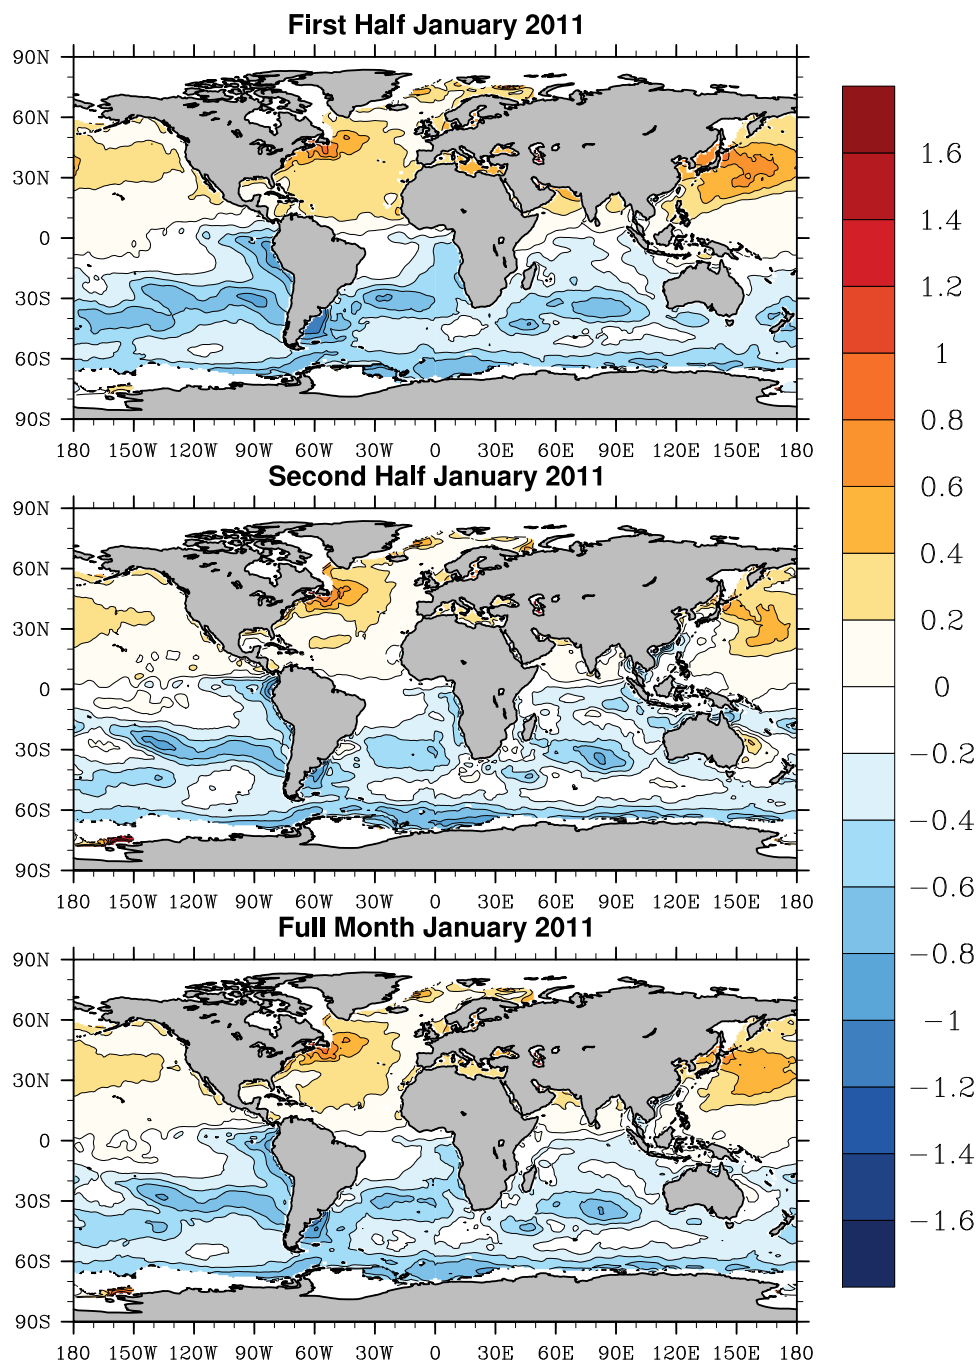 First Half January 2011
90N
60N
30N
0
30S
60S
90S
180 150W 120W 90W 60W 30W 0 30E 60E 90E 120E 150E 180
Second Half January 2011
90N
60N
30N
0
30S
60S
90S
180 150W 120W 90W 60W 30W 0 30E 60E 90E 120E 150E 180
Full Month January 2011
90N
60N
30N
0
30S
60S
90S
180 150W 120W 90W 60W 30W 0 30E 60E 90E 120E 150E 180
1.6
1.4
1.2
1
0.8
0.6
0.4
0.2
0
−0.2
−0.4
−0.6
−0.8
−1
−1.2
−1.4
−1.6